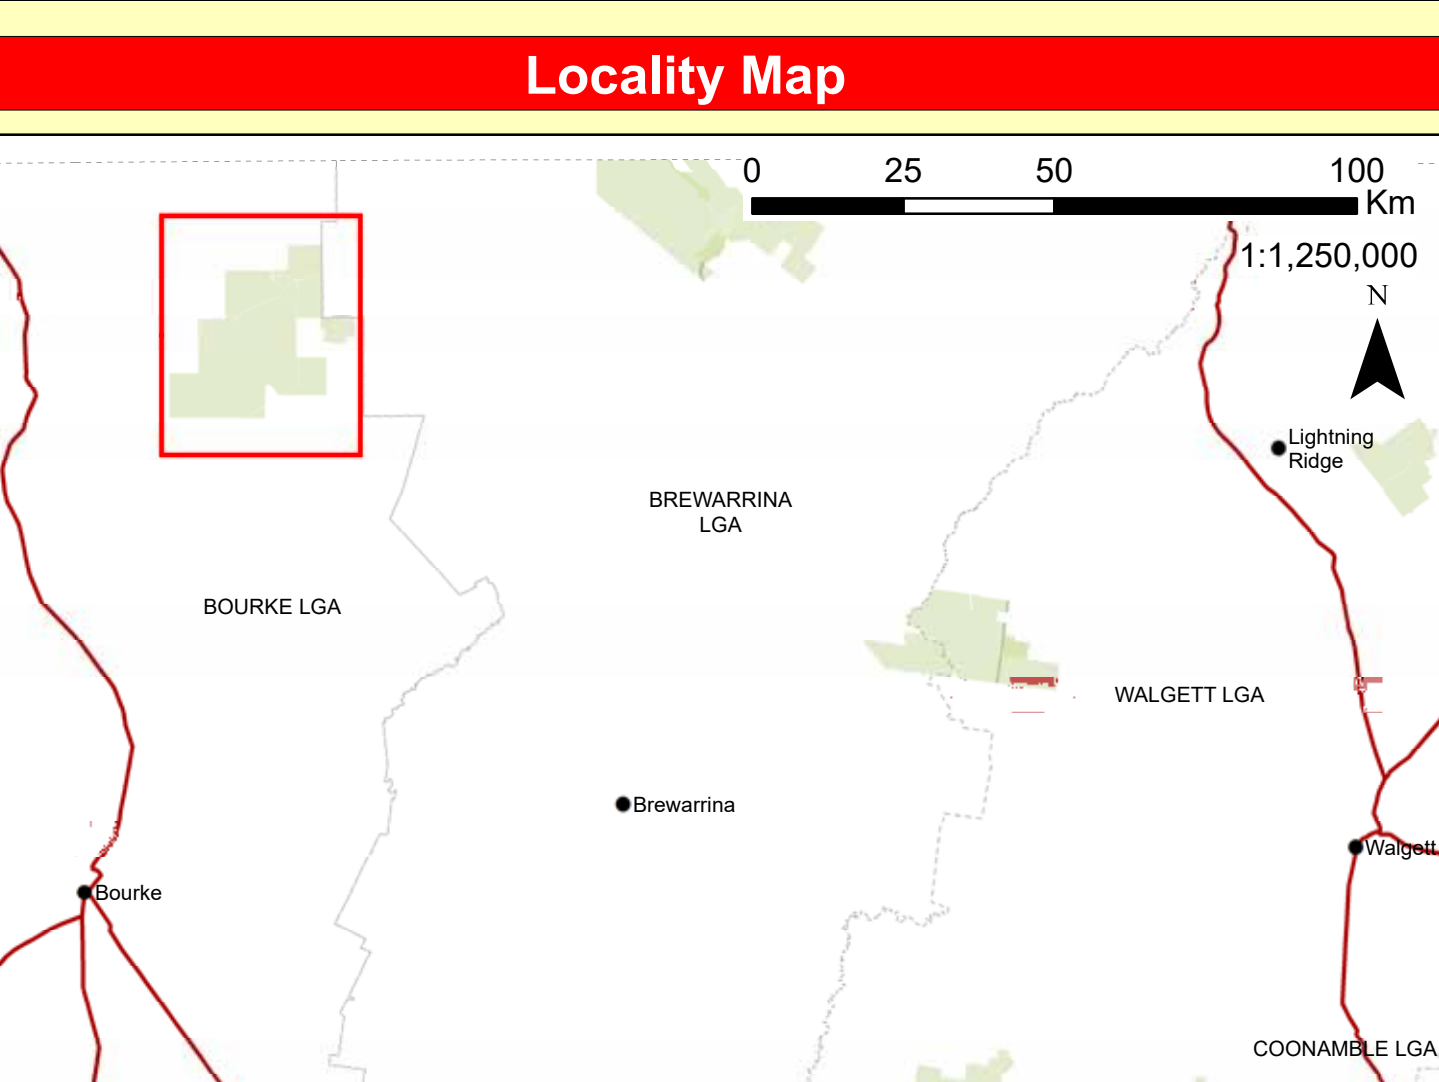 Locality Map
0 25 50 100
Km
1:1,250,000
N
Lightning
Ridge
BREWARRINA
LGA
BOURKE LGA
WALGETT LGA
Brewarrina
Walgett
Bourke
COONAMBLE LGA